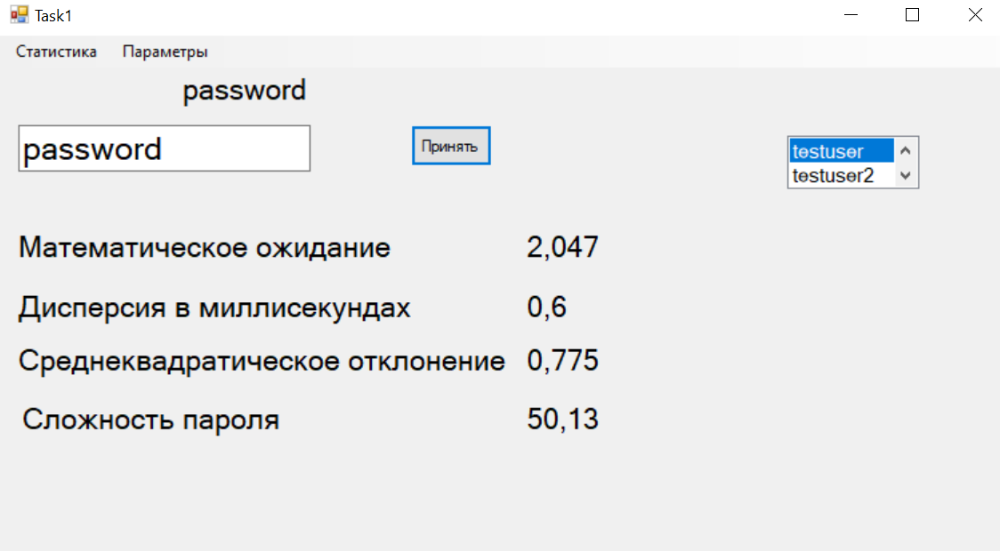 Task1
Статистика Параметры
password
password
Принять
testuser
testuser2
Математическое ожидание 2,047
Дисперсия в миллисекундах 0,6
Среднеквадратическое отклонение 0,775
Сложность пароля 50,13